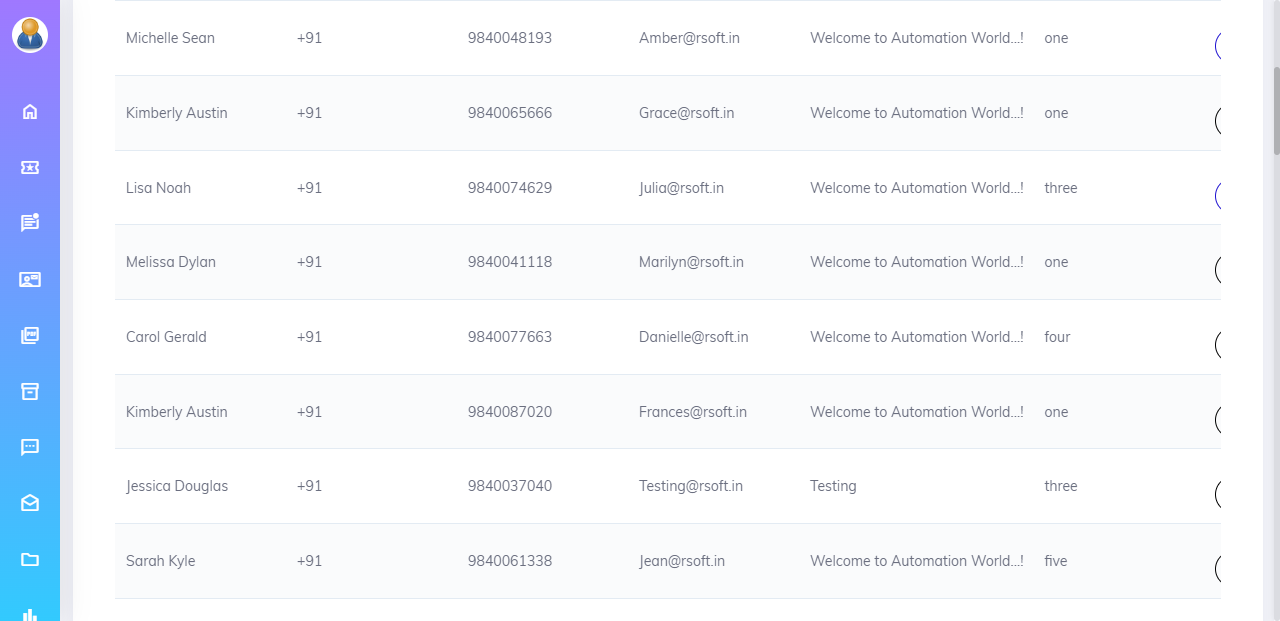 Michelle Sean +91 9840048193 Amber@rsoft.in Welcome to Automation World...! one
Kimberly Austin +91 9840065666 Grace@rsoft.in Welcome to Automation World...! one
Lisa Noah +91 9840074629 Julia@rsoft.in Welcome to Automation World...! three
Melissa Dylan +91 9840041118 Marilyn@rsoft.in Welcome to Automation World...! one
Carol Gerald +91 9840077663 Danielle@rsoft.in Welcome to Automation World...! four
Kimberly Austin +91 9840087020 Frances@rsoft.in Welcome to Automation World...! one
Jessica Douglas +91 9840037040 Testing@rsoft.in Testing three
Sarah Kyle +91 9840061338 Jean@rsoft.in Welcome to Automation World...! five